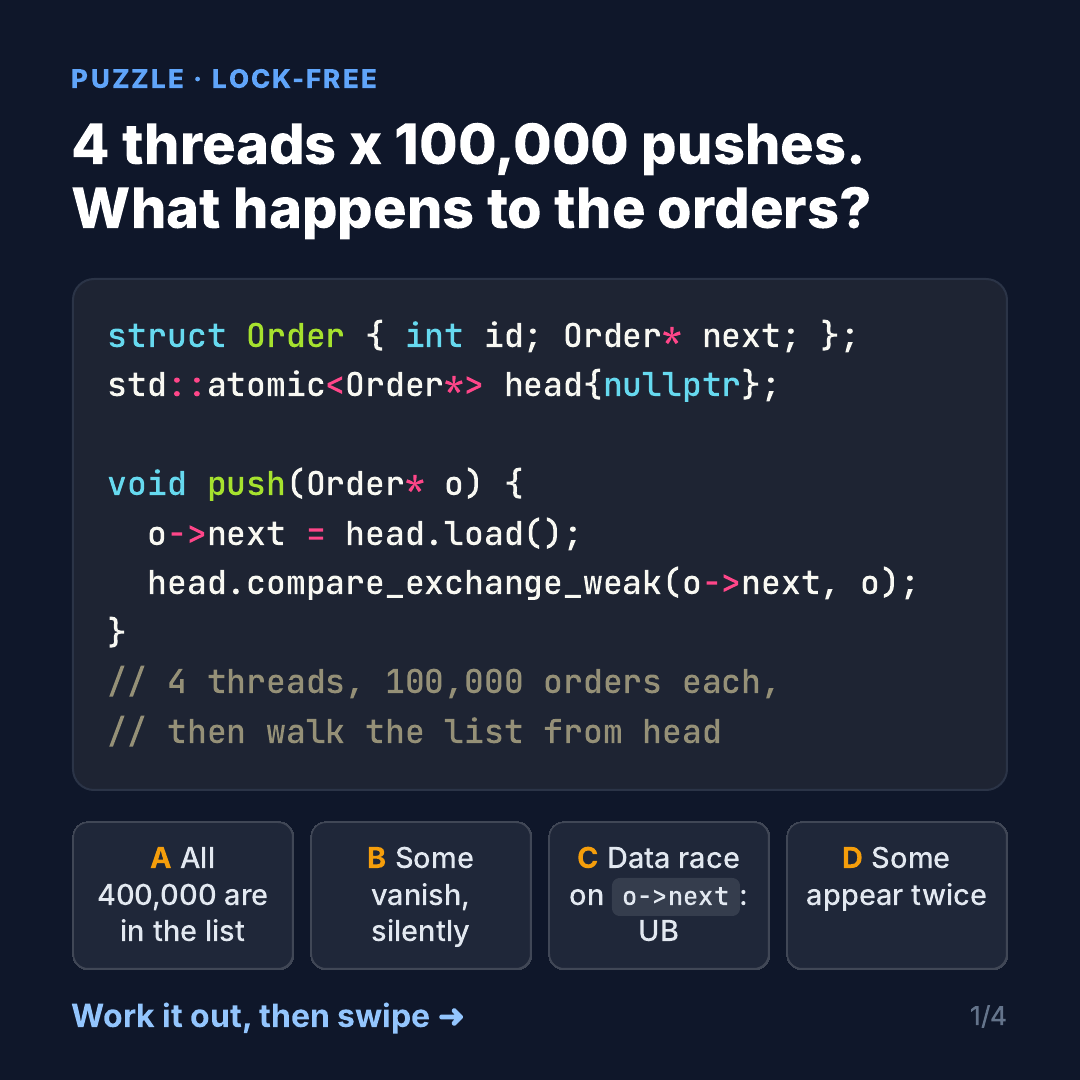 PUZZLE · LOCK-FREE
4 threads x 100,000 pushes.
What happens to the orders?
struct Order { int id; Order* next; };
std::atomic<Order*> head{nullptr};
void push(Order* o) {
  o->next = head.load();
  head.compare_exchange_weak(o->next, o);
}
// 4 threads, 100,000 orders each,
// then walk the list from head
A All
400,000 are
in the list
B Some
vanish,
silently
C Data race
on o->next:
UB
D Some
appear twice
Work it out, then swipe ➜
1/4